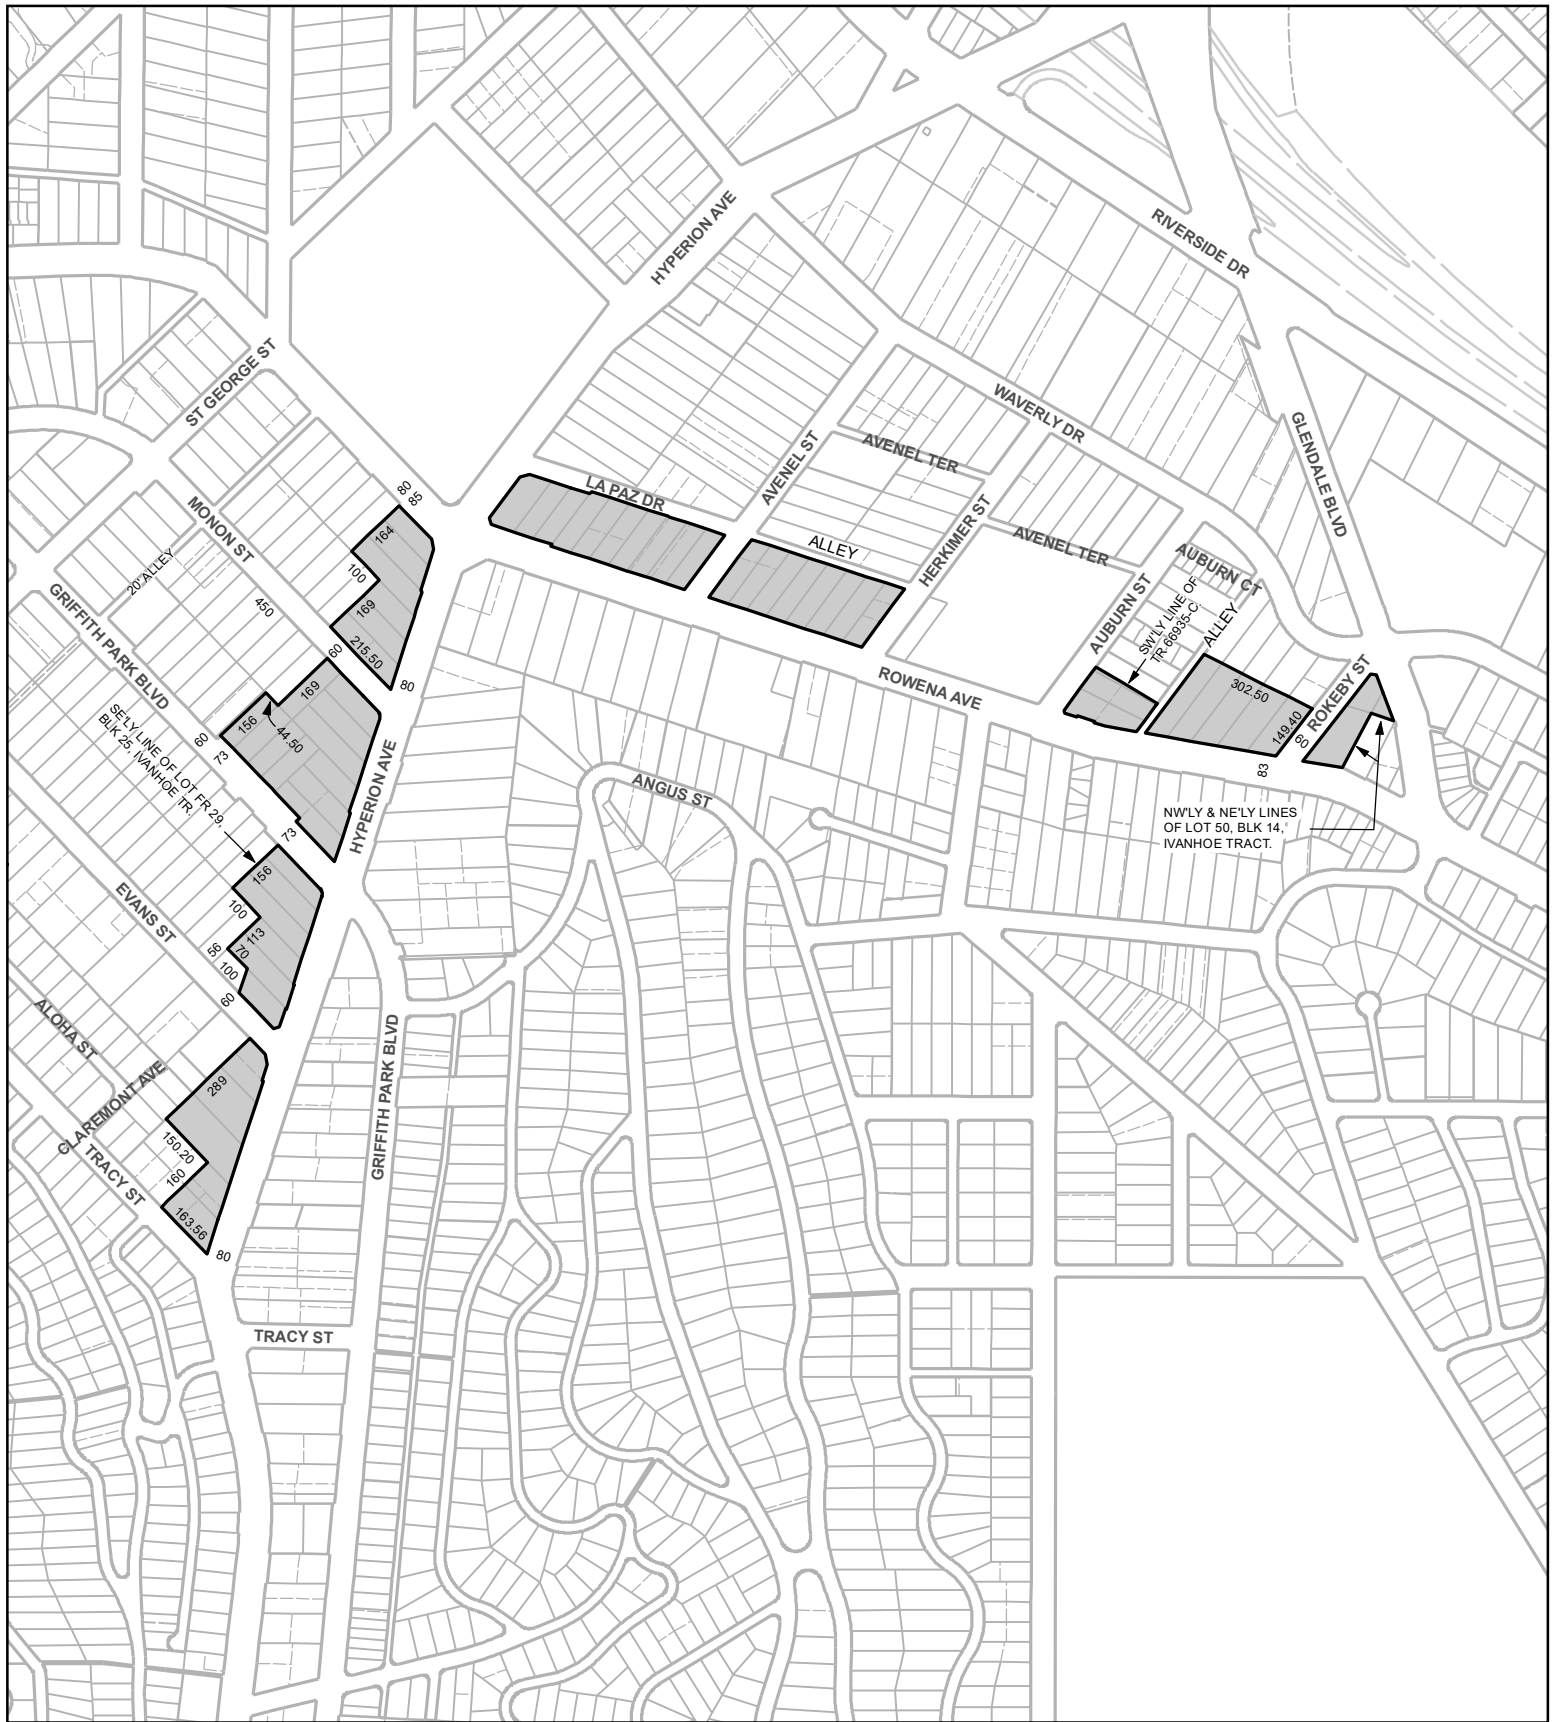 HYPERION AVE
RIVERSIDE DR
ST GEORGE ST
WAVERLY DR
GLENDALE BLVD
AVENEL TER
AVENEL ST
LA PAZ DR
80
85
MONON ST
164
100
169
215.50
80
20' ALLEY
450
ALLEY
HERKIMER ST
AVENEL TER
AUBURN CT
AUBURN ST
SW'LY LINE OF
TR 66935-C.
ALLEY
GRIFFITH PARK BLVD
60
169
156
44.50
60
73
ROWENA AVE
302.50
149.40
60
ROKEBY ST
83
SE'LY LINE OF LOT FR 29,
BLK 25, IVANHOE TR.
HYPERION AVE
ANGUS ST
NW'LY & NE'LY LINES
OF LOT 50, BLK 14,
IVANHOE TRACT.
73
156
100
113
70
56
100
60
EVANS ST
ALOHA ST
CLAREMONT AVE
289
150.20
160
163.56
80
TRACY ST
GRIFFITH PARK BLVD
TRACY ST